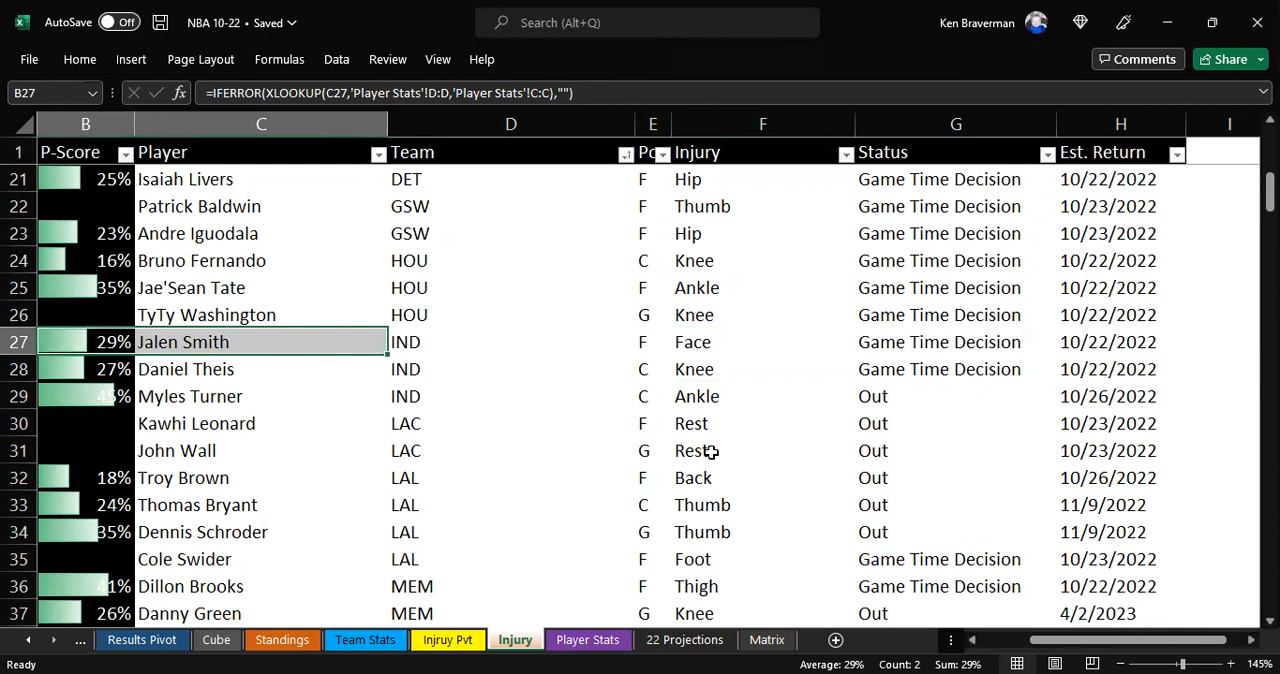 AutoSave Off NBA 10-22 • Saved Search (Alt+Q) Ken Braverman
File Home Insert Page Layout Formulas Data Review View Help Comments Share
B27 fx =IFERROR(XLOOKUP(C27,'Player Stats'!D:D,'Player Stats'!C:C),"")
B C D E F G H I
1 P-Score Player Team Po Injury Status Est. Return
21 25% Isaiah Livers DET F Hip Game Time Decision 10/22/2022
22 Patrick Baldwin GSW F Thumb Game Time Decision 10/23/2022
23 23% Andre Iguodala GSW F Hip Game Time Decision 10/23/2022
24 16% Bruno Fernando HOU C Knee Game Time Decision 10/22/2022
25 35% Jae'Sean Tate HOU F Ankle Game Time Decision 10/22/2022
26 TyTy Washington HOU G Knee Game Time Decision 10/22/2022
27 29% Jalen Smith IND F Face Game Time Decision 10/22/2022
28 27% Daniel Theis IND C Knee Game Time Decision 10/22/2022
29 45% Myles Turner IND C Ankle Out 10/26/2022
30 Kawhi Leonard LAC F Rest Out 10/23/2022
31 John Wall LAC G Rest Out 10/23/2022
32 18% Troy Brown LAL F Back Out 10/26/2022
33 24% Thomas Bryant LAL C Thumb Out 11/9/2022
34 35% Dennis Schroder LAL G Thumb Out 11/9/2022
35 Cole Swider LAL F Foot Game Time Decision 10/23/2022
36 41% Dillon Brooks MEM F Thigh Game Time Decision 10/22/2022
37 26% Danny Green MEM G Knee Out 4/2/2023
... Results Pivot Cube Standings Team Stats Injruy Pvt Injury Player Stats 22 Projections Matrix
Ready Average: 29% Count: 2 Sum: 29% 145%